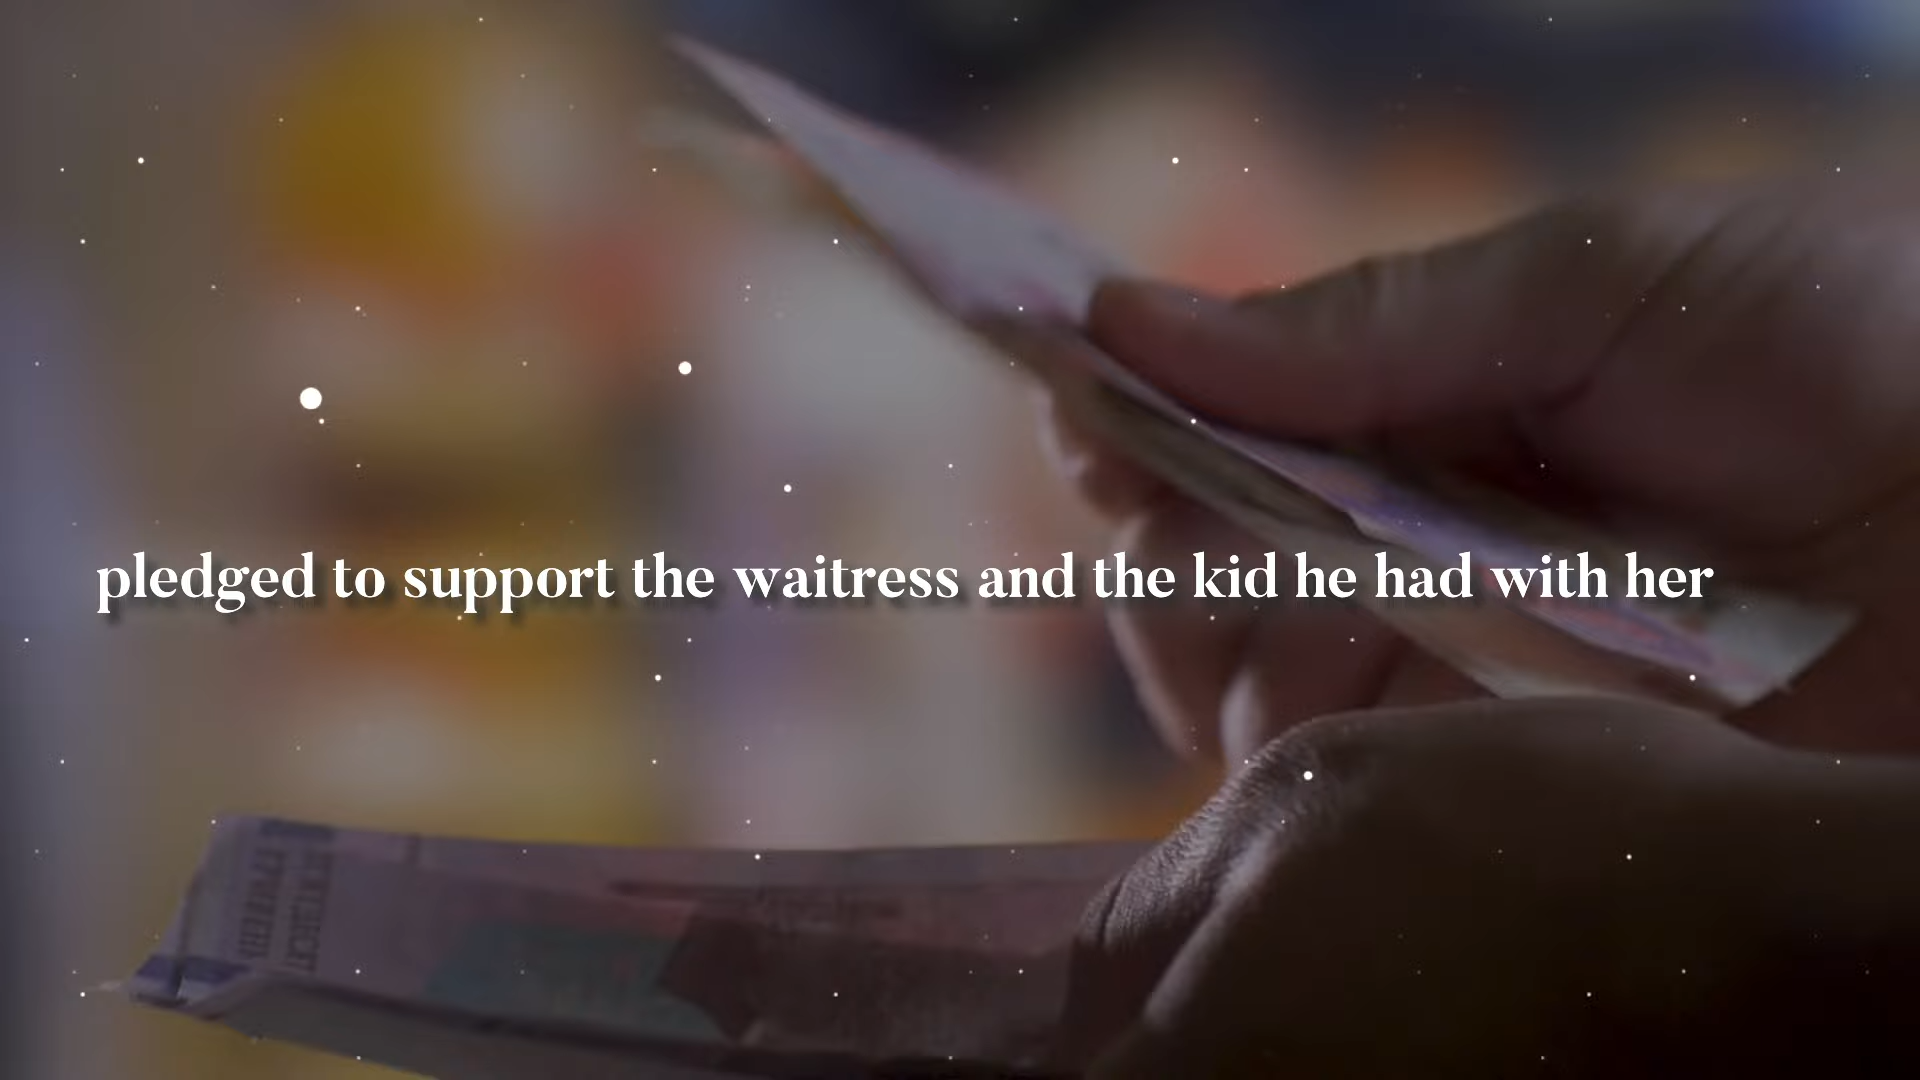 pledged to support the waitress and the kid he had with her